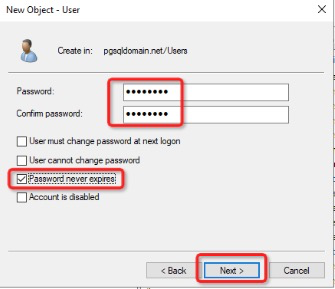 New Object - User
Create in: pgsqldomain.net/Users
Password: ••••••••
Confirm password: ••••••••
User must change password at next logon
User cannot change password
Password never expires
Account is disabled
< Back Next > Cancel